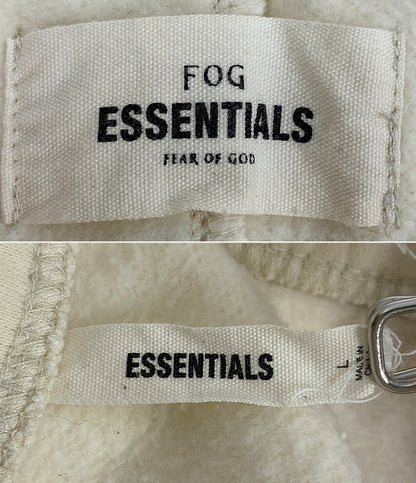 FOG
ESSENTIALS
FEAR OF GOD
ESSENTIALS
L
MADE IN